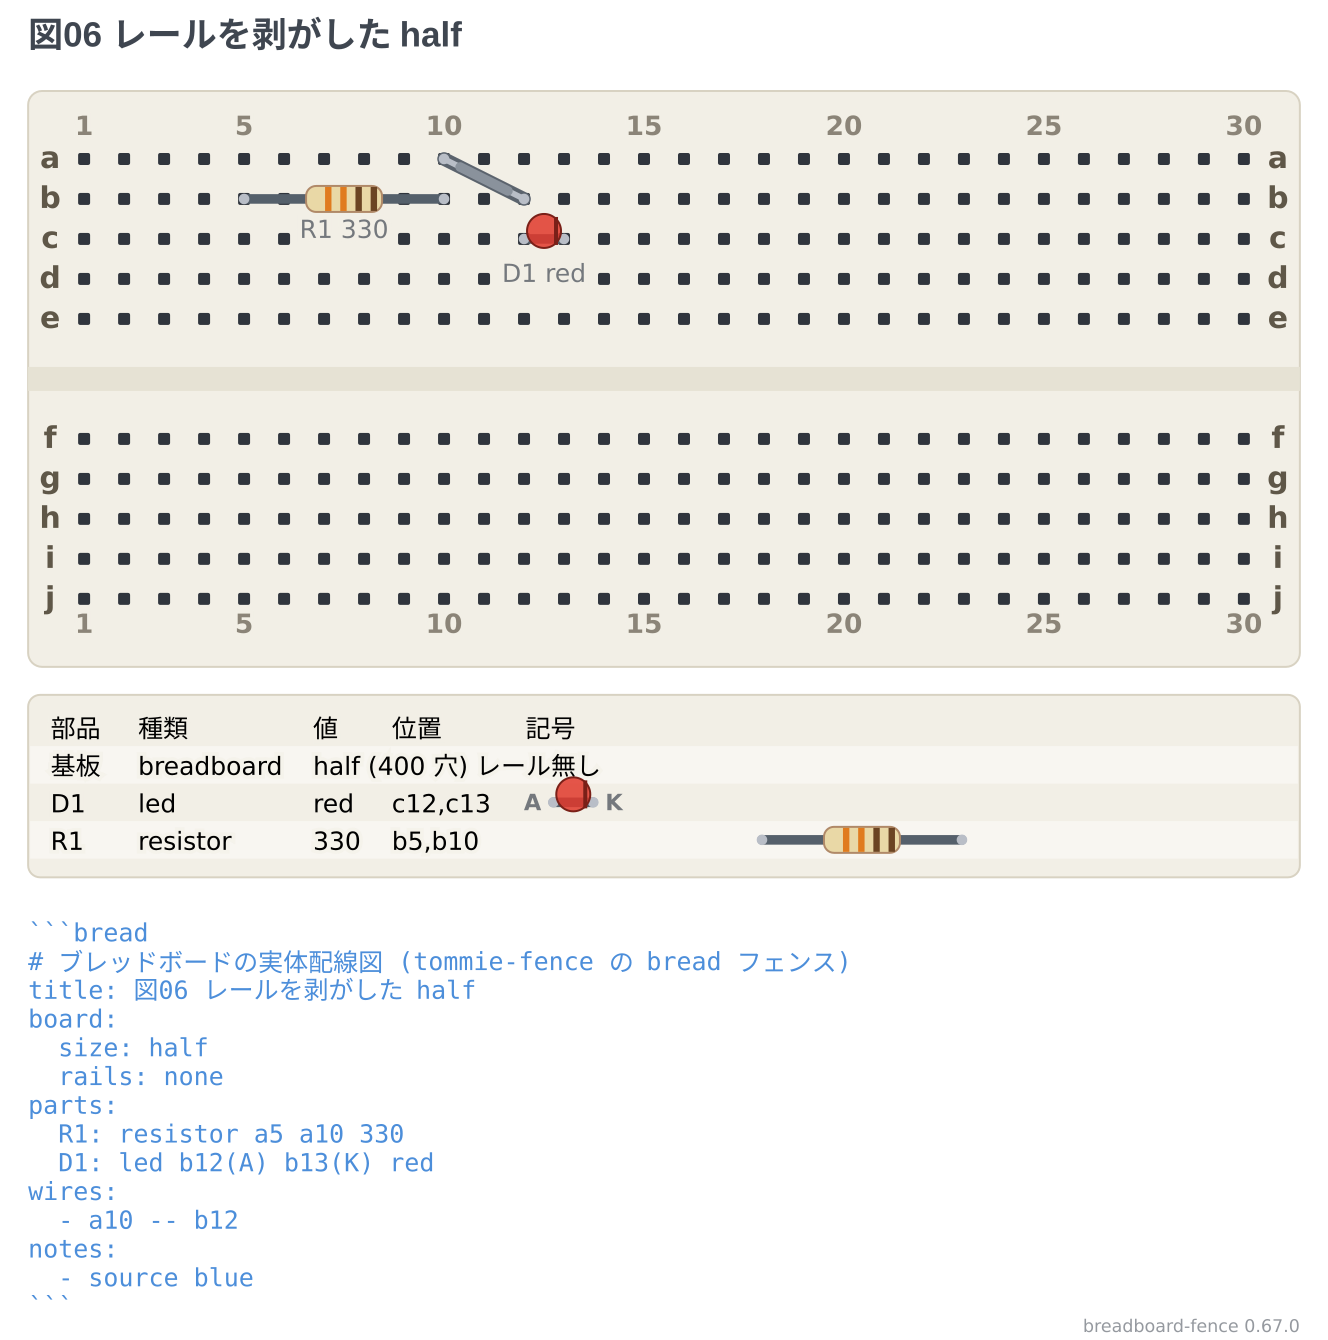 図06 レールを剥がした half
1 5 10 15 20 25 30
a a
b b
R1 330
c c
d D1 red d
e e
f f
g g
h h
i i
j j
1 5 10 15 20 25 30
部品 種類 値 位置 記号
基板 breadboard half (400 穴) レール無し
D1 led red c12,c13 A K
R1 resistor 330 b5,b10
```bread
# ブレッドボードの実体配線図 (tommie-fence の bread フェンス)
title: 図06 レールを剥がした half
board:
  size: half
  rails: none
parts:
  R1: resistor a5 a10 330
  D1: led b12(A) b13(K) red
wires:
  - a10 -- b12
notes:
  - source blue
```
breadboard-fence 0.67.0